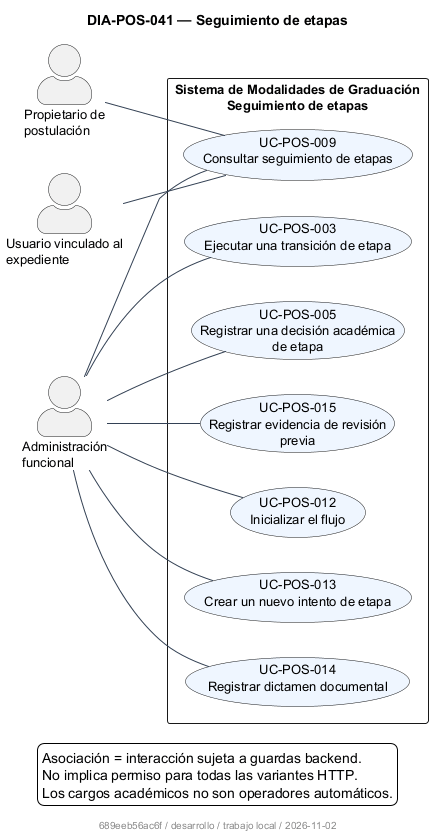 DIA-POS-041 — Seguimiento de etapas
Propietario de
postulación
Sistema de Modalidades de Graduación
Seguimiento de etapas
UC-POS-009
Consultar seguimiento de etapas
Usuario vinculado al
expediente
UC-POS-003
Ejecutar una transición de etapa
UC-POS-005
Registrar una decisión académica
de etapa
Administración
funcional
UC-POS-015
Registrar evidencia de revisión
previa
UC-POS-012
Inicializar el flujo
UC-POS-013
Crear un nuevo intento de etapa
UC-POS-014
Registrar dictamen documental
Asociación = interacción sujeta a guardas backend.
No implica permiso para todas las variantes HTTP.
Los cargos académicos no son operadores automáticos.
689eeb56ac6f / desarrollo / trabajo local / 2026-11-02